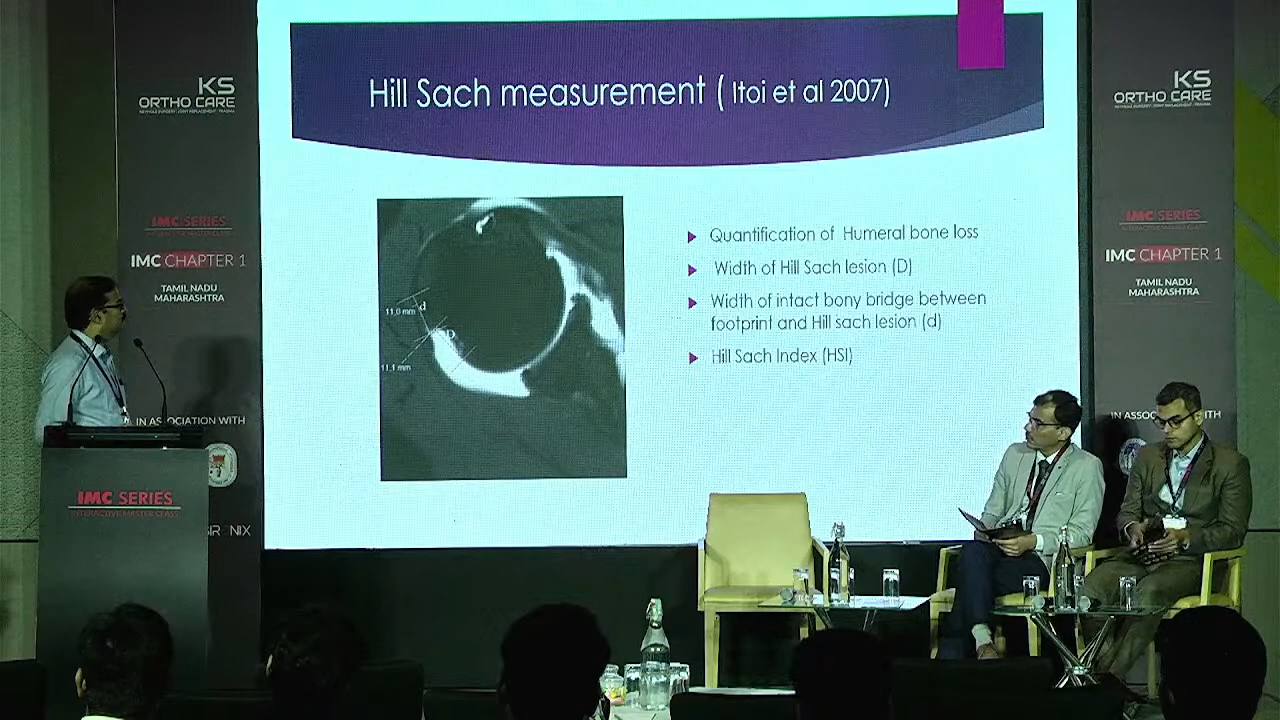 KS
ORTHO CARE
IMC SERIES
IMC CHAPTER 1
TAMIL NADU
MAHARASHTRA
IN ASSOCIATION WITH
IMC SERIES
INTERACTIVE MASTER CLASS
Hill Sach measurement ( Itoi et al 2007)
11,0 mm
d
D
11,1 mm
Quantification of Humeral bone loss
Width of Hill Sach lesion (D)
Width of intact bony bridge between
footprint and Hill sach lesion (d)
Hill Sach Index (HSI)
KS
ORTHO CARE
IMC SERIES
IMC CHAPTER 1
TAMIL NADU
MAHARASHTRA